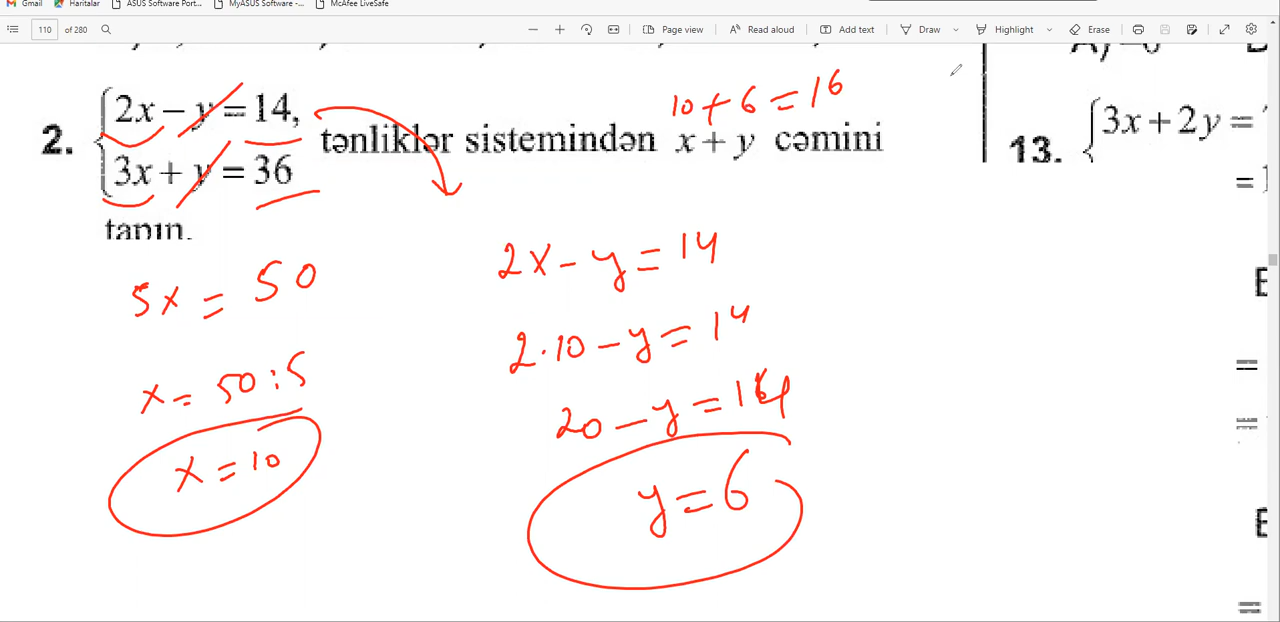 Gmail Haritalar ASUS Software Port... MyASUS Software -... McAfee LiveSafe
110 of 280 Page view Read aloud Add text Draw Highlight Erase
2. 2x − y = 14,
3x + y = 36
tənliklər sistemindən x + y cəmini
tapın.
10 + 6 = 16
5x = 50
x = 50 : 5
x = 10
2x − y = 14
2·10 − y = 14
20 − y = 14
y = 6
13. 3x + 2y =